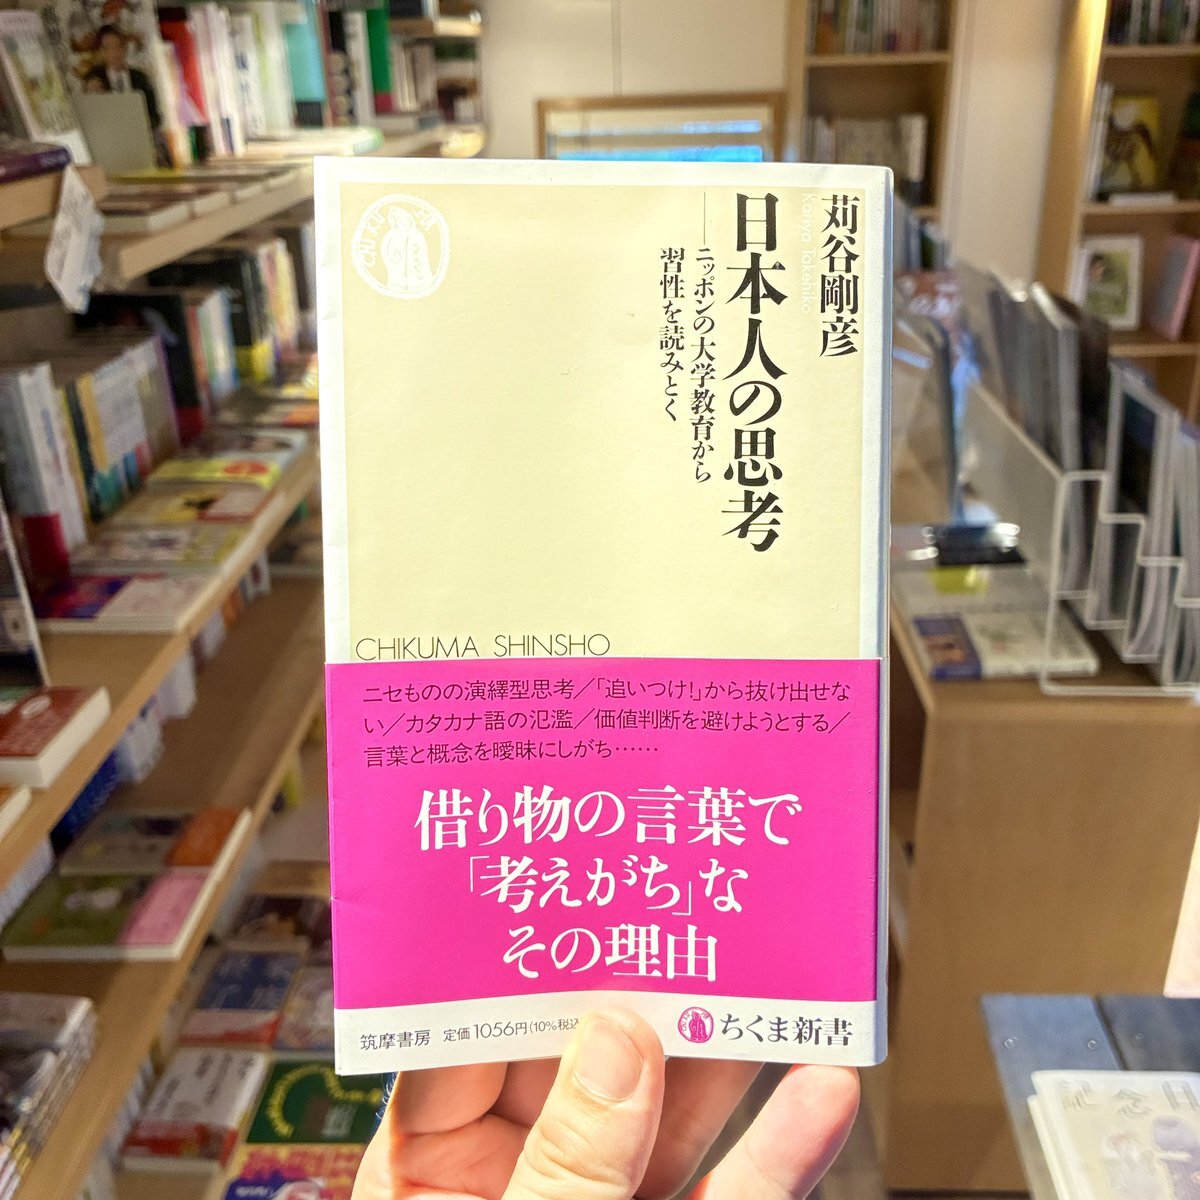 苅谷剛彦
Kariya Takehiko
日本人の思考
──ニッポンの大学教育から
習性を読みとく
CHIKUMA SHINSHO
ニセものの演繹型思考／「追いつけ!」から抜け出せな
い／カタカナ語の氾濫／価値判断を避けようとする／
言葉と概念を曖昧にしがち……
借り物の言葉で
「考えがち」な
その理由
筑摩書房 定価1056円(10%税込
ちくま新書